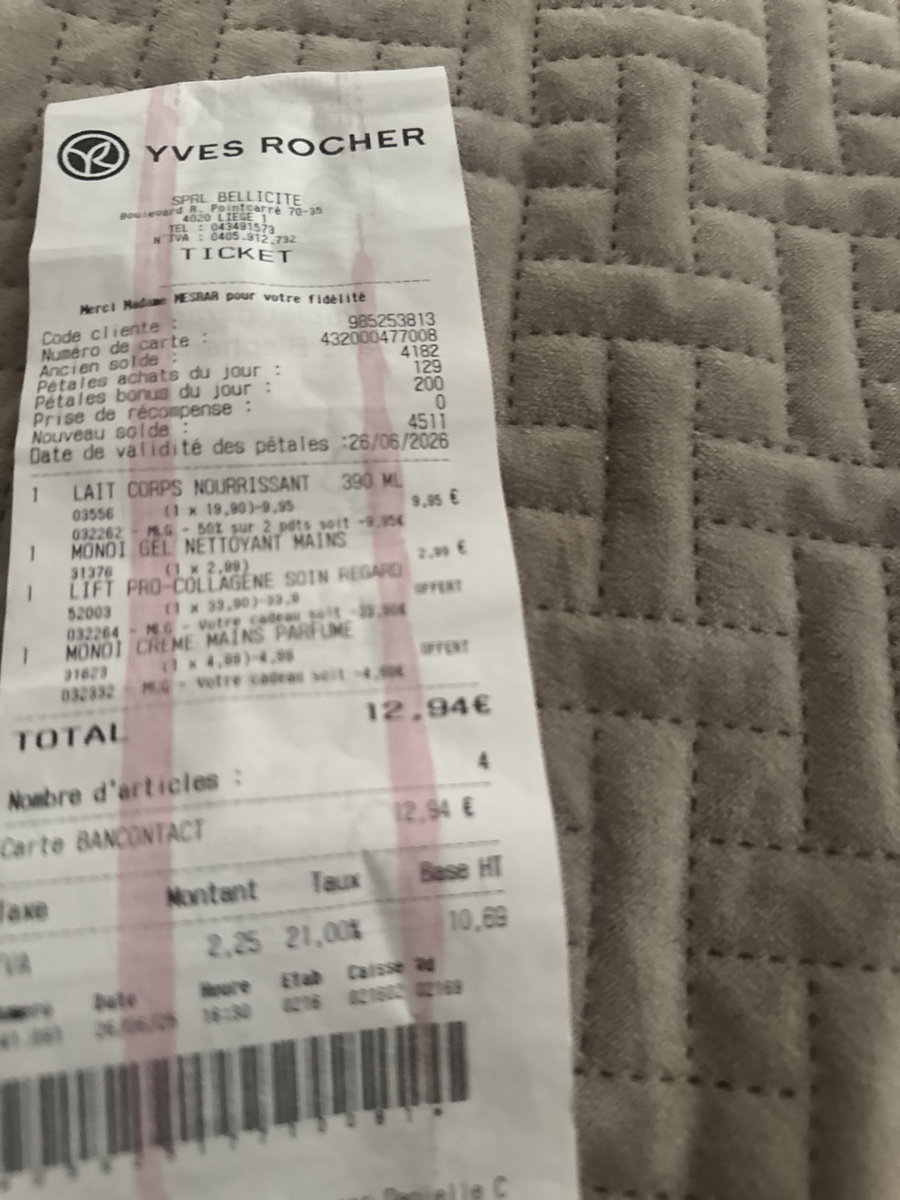 YVES ROCHER
SPRL BELLICITE
Boulevard R. Pointcarré 70-35
4020 LIEGE 1
TEL : 043491573
N°TVA : 0405.912.732
TICKET
Merci Madame MESRAR pour votre fidélité
Code cliente : 985253813
Numéro de carte : 432000477008
Ancien solde : 4182
Pétales achats du jour : 129
Pétales bonus du jour : 200
Prise de récompense : 0
Nouveau solde : 4511
Date de validité des pétales :26/06/2026
1 LAIT CORPS NOURRISSANT 390 ML
03556 (1 x 19,90)-9,95 9,95 €
032262 - MLG - 50% sur 2 pdts soit -9,95€
1 MONOI GEL NETTOYANT MAINS
31376 (1 x 2,99) 2,99 €
1 LIFT PRO-COLLAGENE SOIN REGARD
52003 (1 x 33,90)-33,9 OFFERT
032264 - MLG - Votre cadeau soit -33,90€
1 MONOI CREME MAINS PARFUME
31623 (1 x 4,99)-4,99 OFFERT
032332 - MLG - Votre cadeau soit -4,99€
TOTAL 12,94€
Nombre d'articles : 4
Carte BANCONTACT 12,94 €
Taxe Montant Taux Base HT
TVA 2,25 21,00% 10,69
Date Heure Etab Caisse
16:30 0216
Danielle C